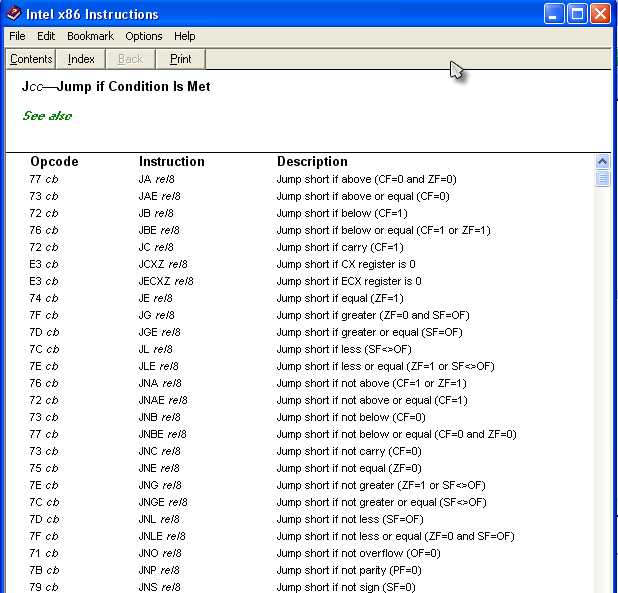 Intel x86 Instructions
File Edit Bookmark Options Help
Contents Index Back Print
Jcc—Jump if Condition Is Met
See also
Opcode Instruction Description
77 cb JA rel8 Jump short if above (CF=0 and ZF=0)
73 cb JAE rel8 Jump short if above or equal (CF=0)
72 cb JB rel8 Jump short if below (CF=1)
76 cb JBE rel8 Jump short if below or equal (CF=1 or ZF=1)
72 cb JC rel8 Jump short if carry (CF=1)
E3 cb JCXZ rel8 Jump short if CX register is 0
E3 cb JECXZ rel8 Jump short if ECX register is 0
74 cb JE rel8 Jump short if equal (ZF=1)
7F cb JG rel8 Jump short if greater (ZF=0 and SF=OF)
7D cb JGE rel8 Jump short if greater or equal (SF=OF)
7C cb JL rel8 Jump short if less (SF<>OF)
7E cb JLE rel8 Jump short if less or equal (ZF=1 or SF<>OF)
76 cb JNA rel8 Jump short if not above (CF=1 or ZF=1)
72 cb JNAE rel8 Jump short if not above or equal (CF=1)
73 cb JNB rel8 Jump short if not below (CF=0)
77 cb JNBE rel8 Jump short if not below or equal (CF=0 and ZF=0)
73 cb JNC rel8 Jump short if not carry (CF=0)
75 cb JNE rel8 Jump short if not equal (ZF=0)
7E cb JNG rel8 Jump short if not greater (ZF=1 or SF<>OF)
7C cb JNGE rel8 Jump short if not greater or equal (SF<>OF)
7D cb JNL rel8 Jump short if not less (SF=OF)
7F cb JNLE rel8 Jump short if not less or equal (ZF=0 and SF=OF)
71 cb JNO rel8 Jump short if not overflow (OF=0)
7B cb JNP rel8 Jump short if not parity (PF=0)
79 cb JNS rel8 Jump short if not sign (SF=0)